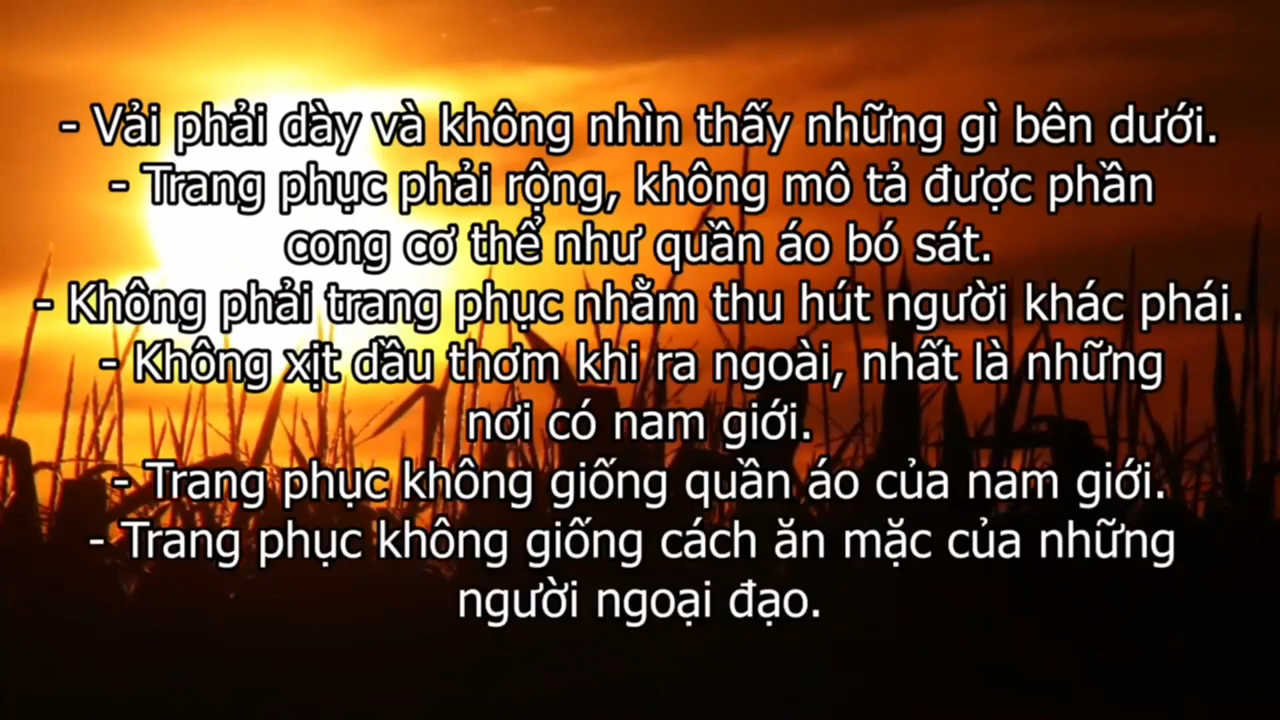 - Vải phải dày và không nhìn thấy những gì bên dưới.
- Trang phục phải rộng, không mô tả được phần
cong cơ thể như quần áo bó sát.
- Không phải trang phục nhằm thu hút người khác phái.
- Không xịt dầu thơm khi ra ngoài, nhất là những
nơi có nam giới.
- Trang phục không giống quần áo của nam giới.
- Trang phục không giống cách ăn mặc của những
người ngoại đạo.